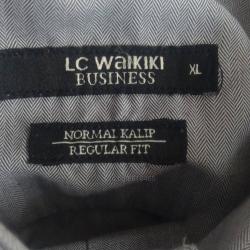 LC WAIKIKI
BUSINESS
XL
NORMAL KALIP
REGULAR FIT